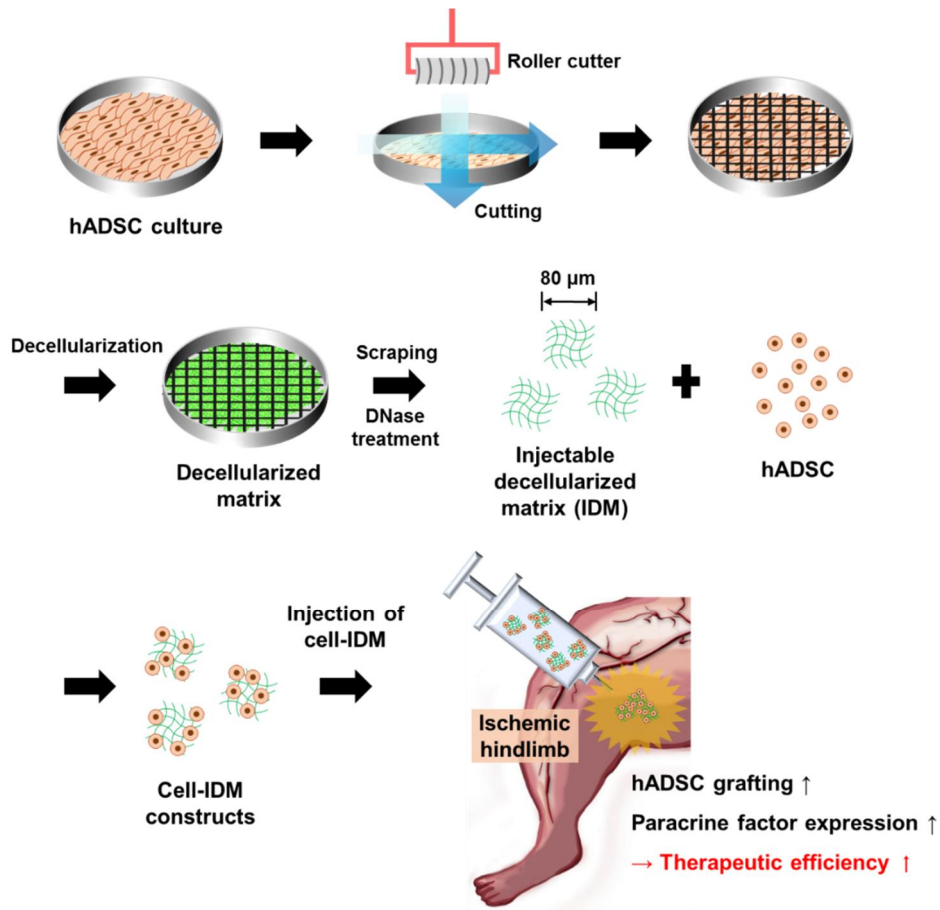 Roller cutter
Cutting
hADSC culture
Decellularization
Decellularized
matrix
Scraping
DNase
treatment
80 μm
Injectable
decellularized
matrix (IDM)
hADSC
Cell-IDM
constructs
Injection of
cell-IDM
Ischemic
hindlimb
hADSC grafting ↑
Paracrine factor expression ↑
→ Therapeutic efficiency ↑